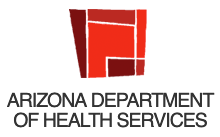 ARIZONA DEPARTMENT
OF HEALTH SERVICES